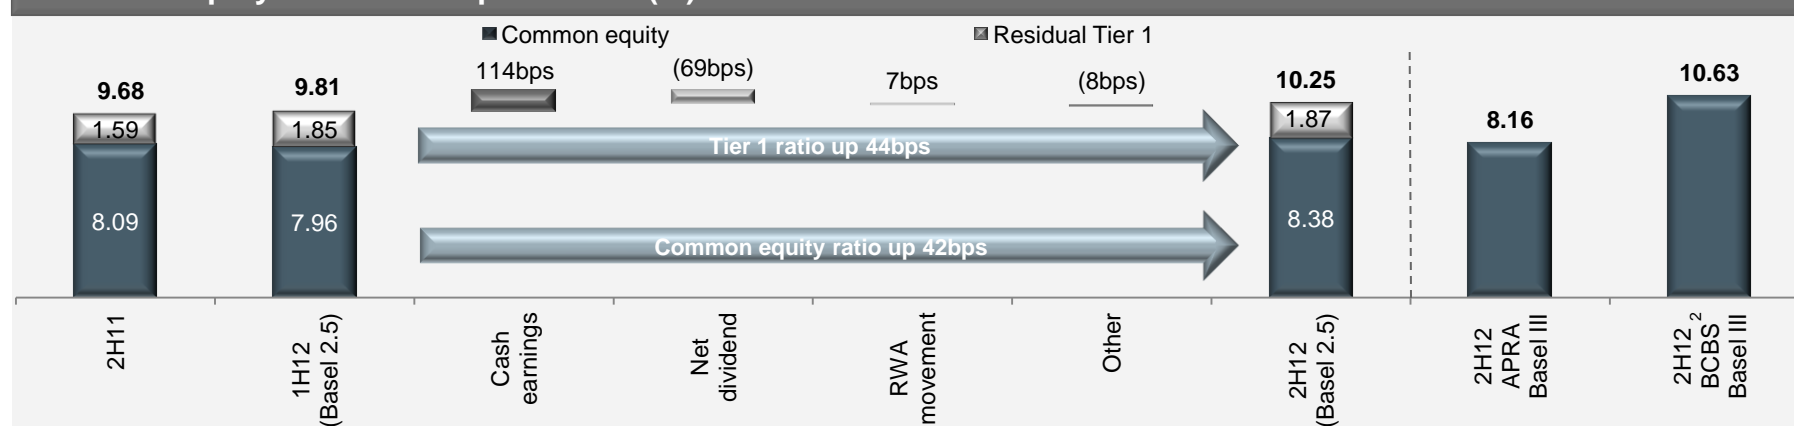 Common equity
Residual Tier 1
9.68
9.81
114bps
(69bps)
7bps
(8bps)
10.25
8.16
10.63
1.59
1.85
1.87
Tier 1 ratio up 44bps
8.09
7.96
8.38
Common equity ratio up 42bps
2H11
1H12
(Basel 2.5)
Cash
earnings
Net
dividend
RWA
movement
Other
2H12
(Basel 2.5)
2H12
APRA
Basel III
2H12
BCBS2
Basel III